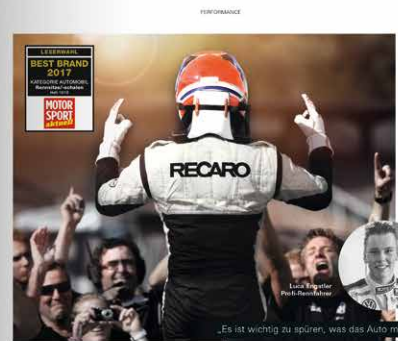 PERFORMANCE
LESERWAHL
BEST BRAND
2017
KATEGORIE AUTOMOBIL
Rennsitze/-schalen
MOTOR
SPORT
aktuell
RECARO
Luca Engstler
Profi-Rennfahrer
„Es ist wichtig zu spüren, was das Auto m